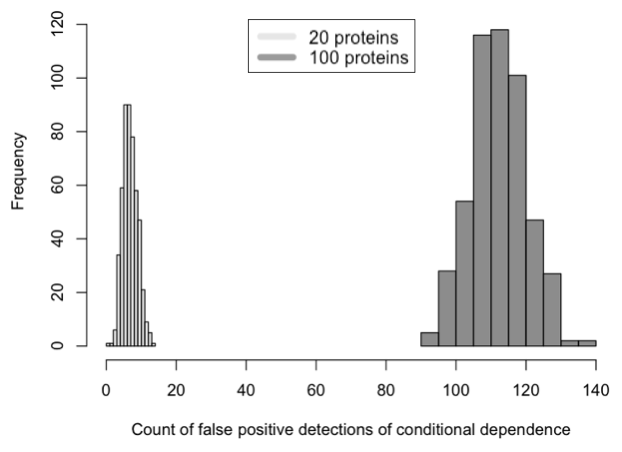 20 proteins
100 proteins
120
100
80
60
40
20
0
Frequency
0 20 40 60 80 100 120 140
Count of false positive detections of conditional dependence